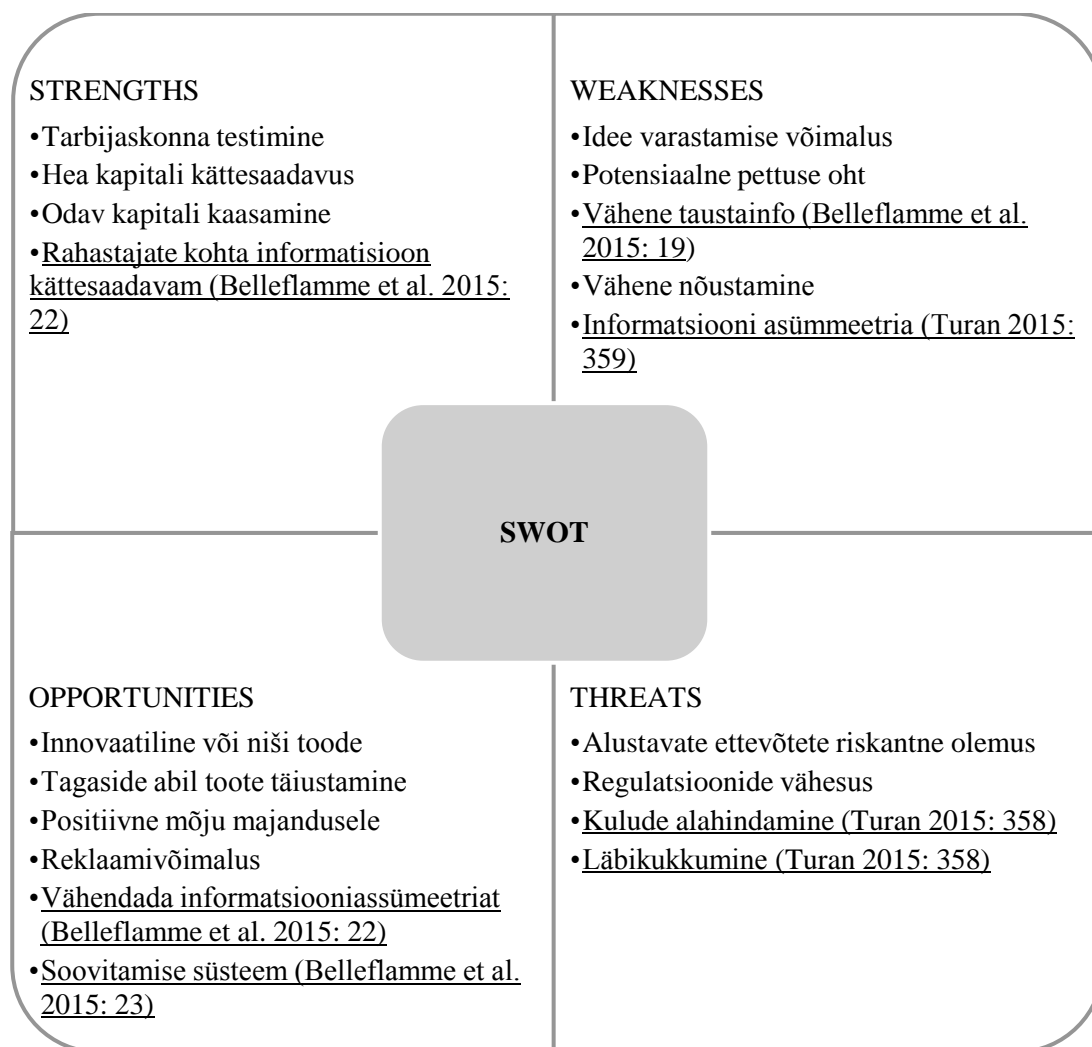 STRENGTHS
•Tarbijaskonna testimine
•Hea kapitali kättesaadavus
•Odav kapitali kaasamine
•Rahastajate kohta informatisioon
kättesaadavam (Belleflamme et al. 2015:
22)
WEAKNESSES
•Idee varastamise võimalus
•Potensiaalne pettuse oht
•Vähene taustainfo (Belleflamme et al.
2015: 19)
•Vähene nõustamine
•Informatsiooni asümmeetria (Turan 2015:
359)
SWOT
OPPORTUNITIES
•Innovaatiline või niši toode
•Tagaside abil toote täiustamine
•Positiivne mõju majandusele
•Reklaamivõimalus
•Vähendada informatsiooniassümeetriat
(Belleflamme et al. 2015: 22)
•Soovitamise süsteem (Belleflamme et al.
2015: 23)
THREATS
•Alustavate ettevõtete riskantne olemus
•Regulatsioonide vähesus
•Kulude alahindamine (Turan 2015: 358)
•Läbikukkumine (Turan 2015: 358)